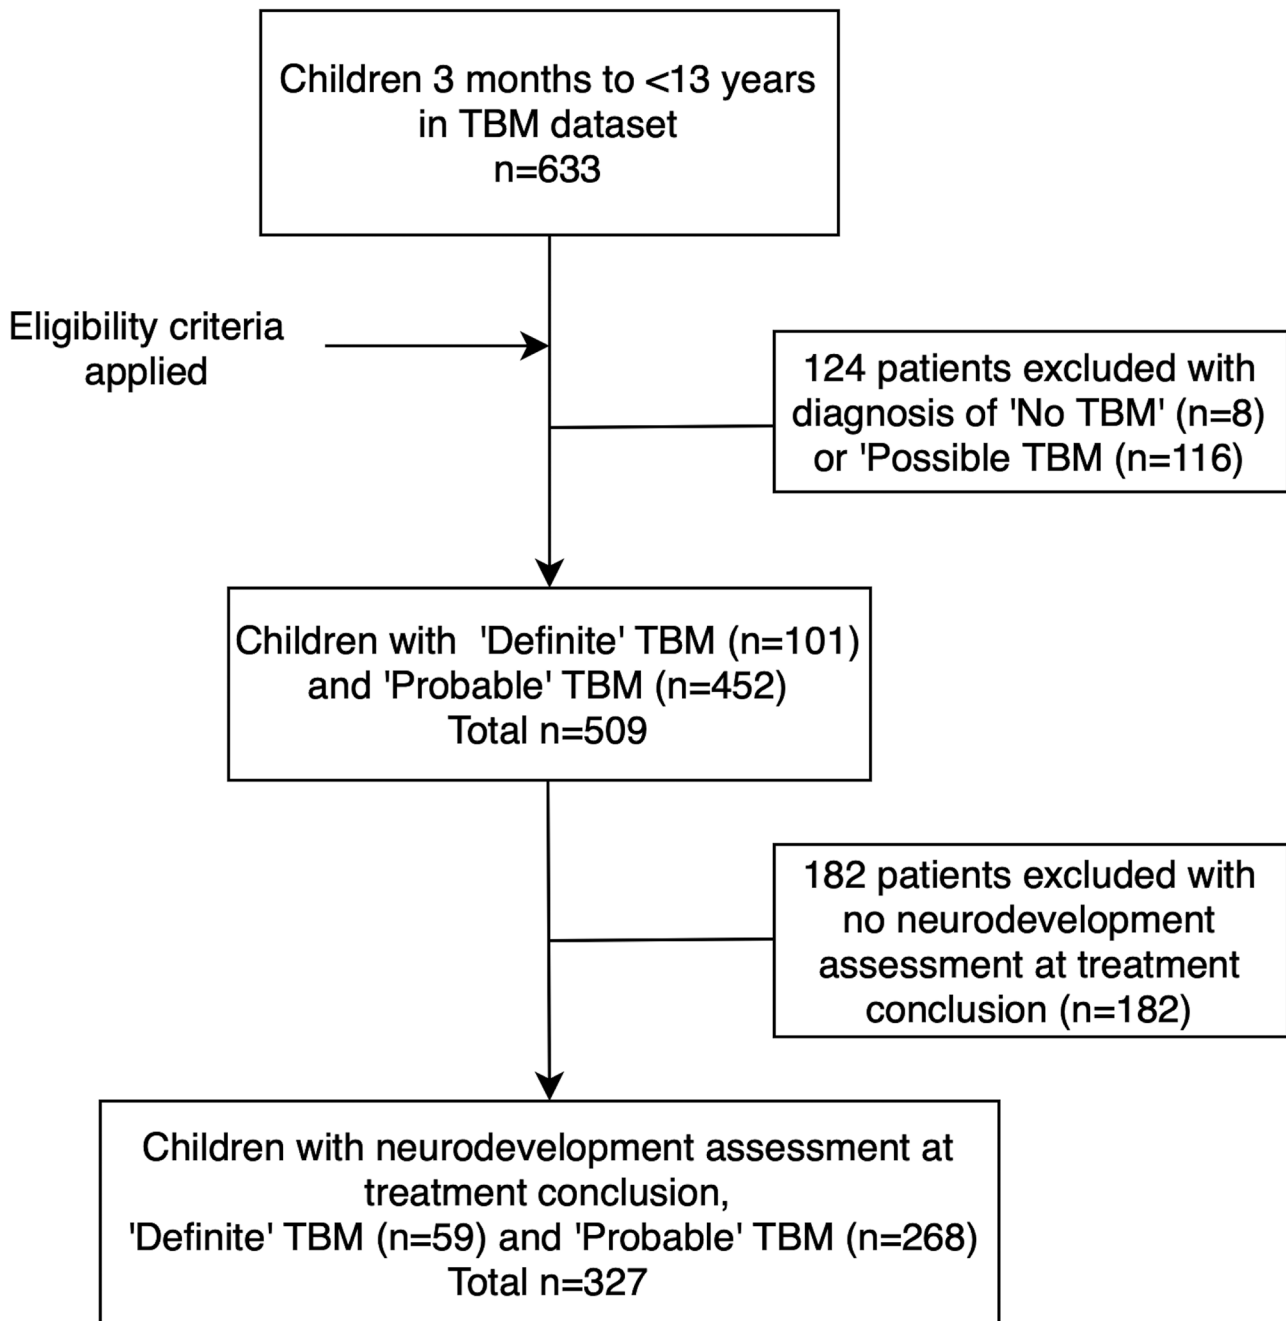 Children 3 months to <13 years
in TBM dataset
n=633
Eligibility criteria
applied
124 patients excluded with
diagnosis of 'No TBM' (n=8)
or 'Possible TBM (n=116)
Children with 'Definite' TBM (n=101)
and 'Probable' TBM (n=452)
Total n=509
182 patients excluded with
no neurodevelopment
assessment at treatment
conclusion (n=182)
Children with neurodevelopment assessment at
treatment conclusion,
'Definite' TBM (n=59) and 'Probable' TBM (n=268)
Total n=327